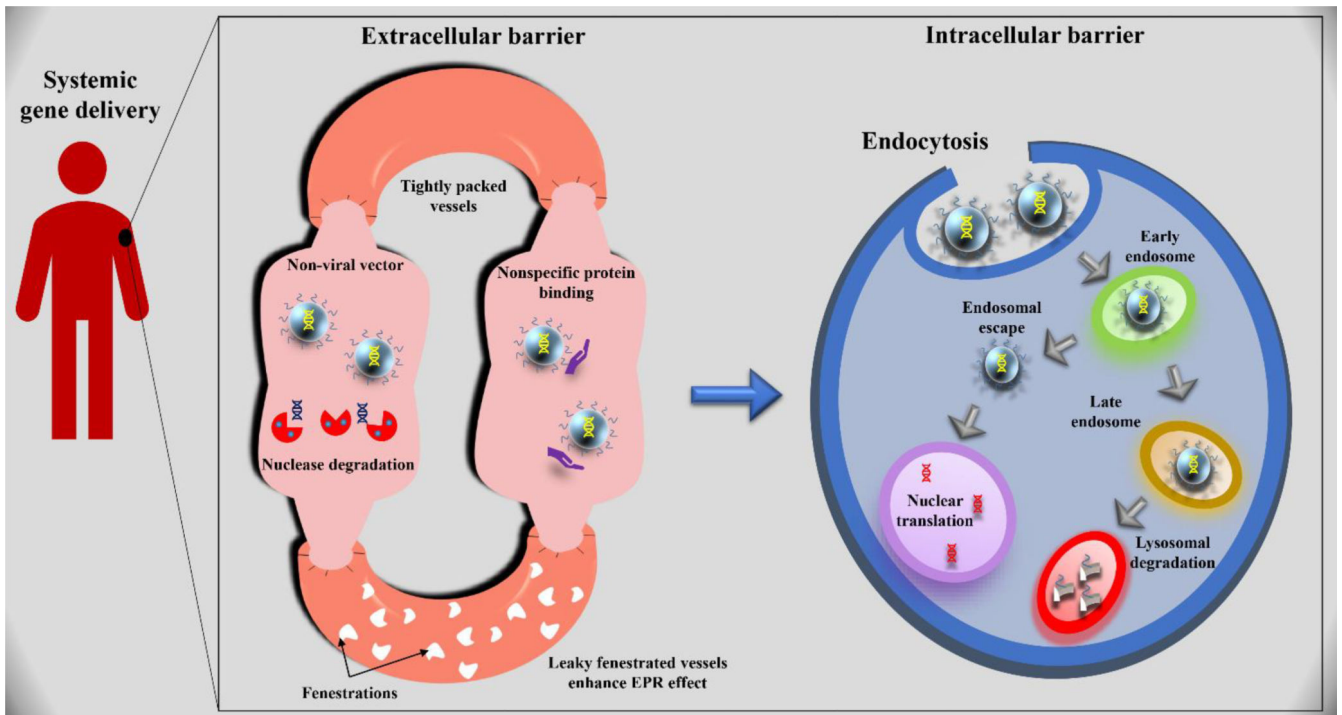 Systemic
gene delivery
Extracellular barrier
Tightly packed
vessels
Non-viral vector
Nonspecific protein
binding
Nuclease degradation
Leaky fenestrated vessels
enhance EPR effect
Fenestrations
Intracellular barrier
Endocytosis
Early
endosome
Endosomal
escape
Late
endosome
Nuclear
translation
Lysosomal
degradation